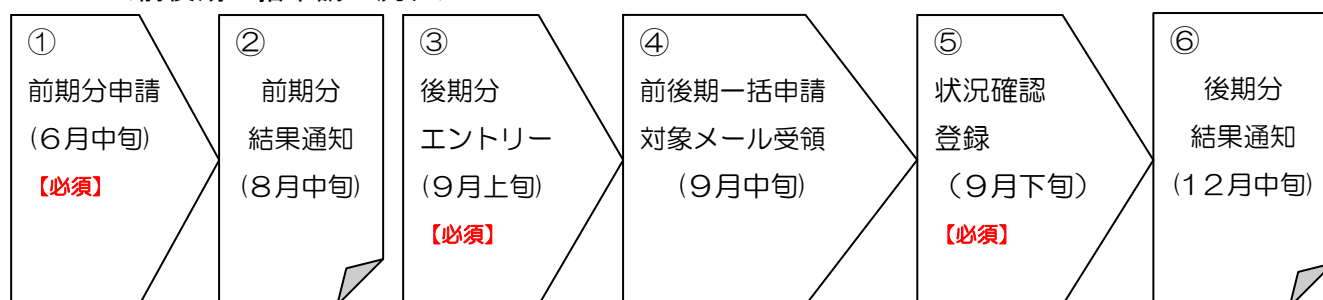 ①
前期分申請
(６月中旬)
【必須】
②
前期分
結果通知
(８月中旬)
③
後期分
エントリー
(９月上旬)
【必須】
④
前後期一括申請
対象メール受領
(９月中旬)
⑤
状況確認
登録
（９月下旬）
【必須】
⑥
後期分
結果通知
(１２月中旬)